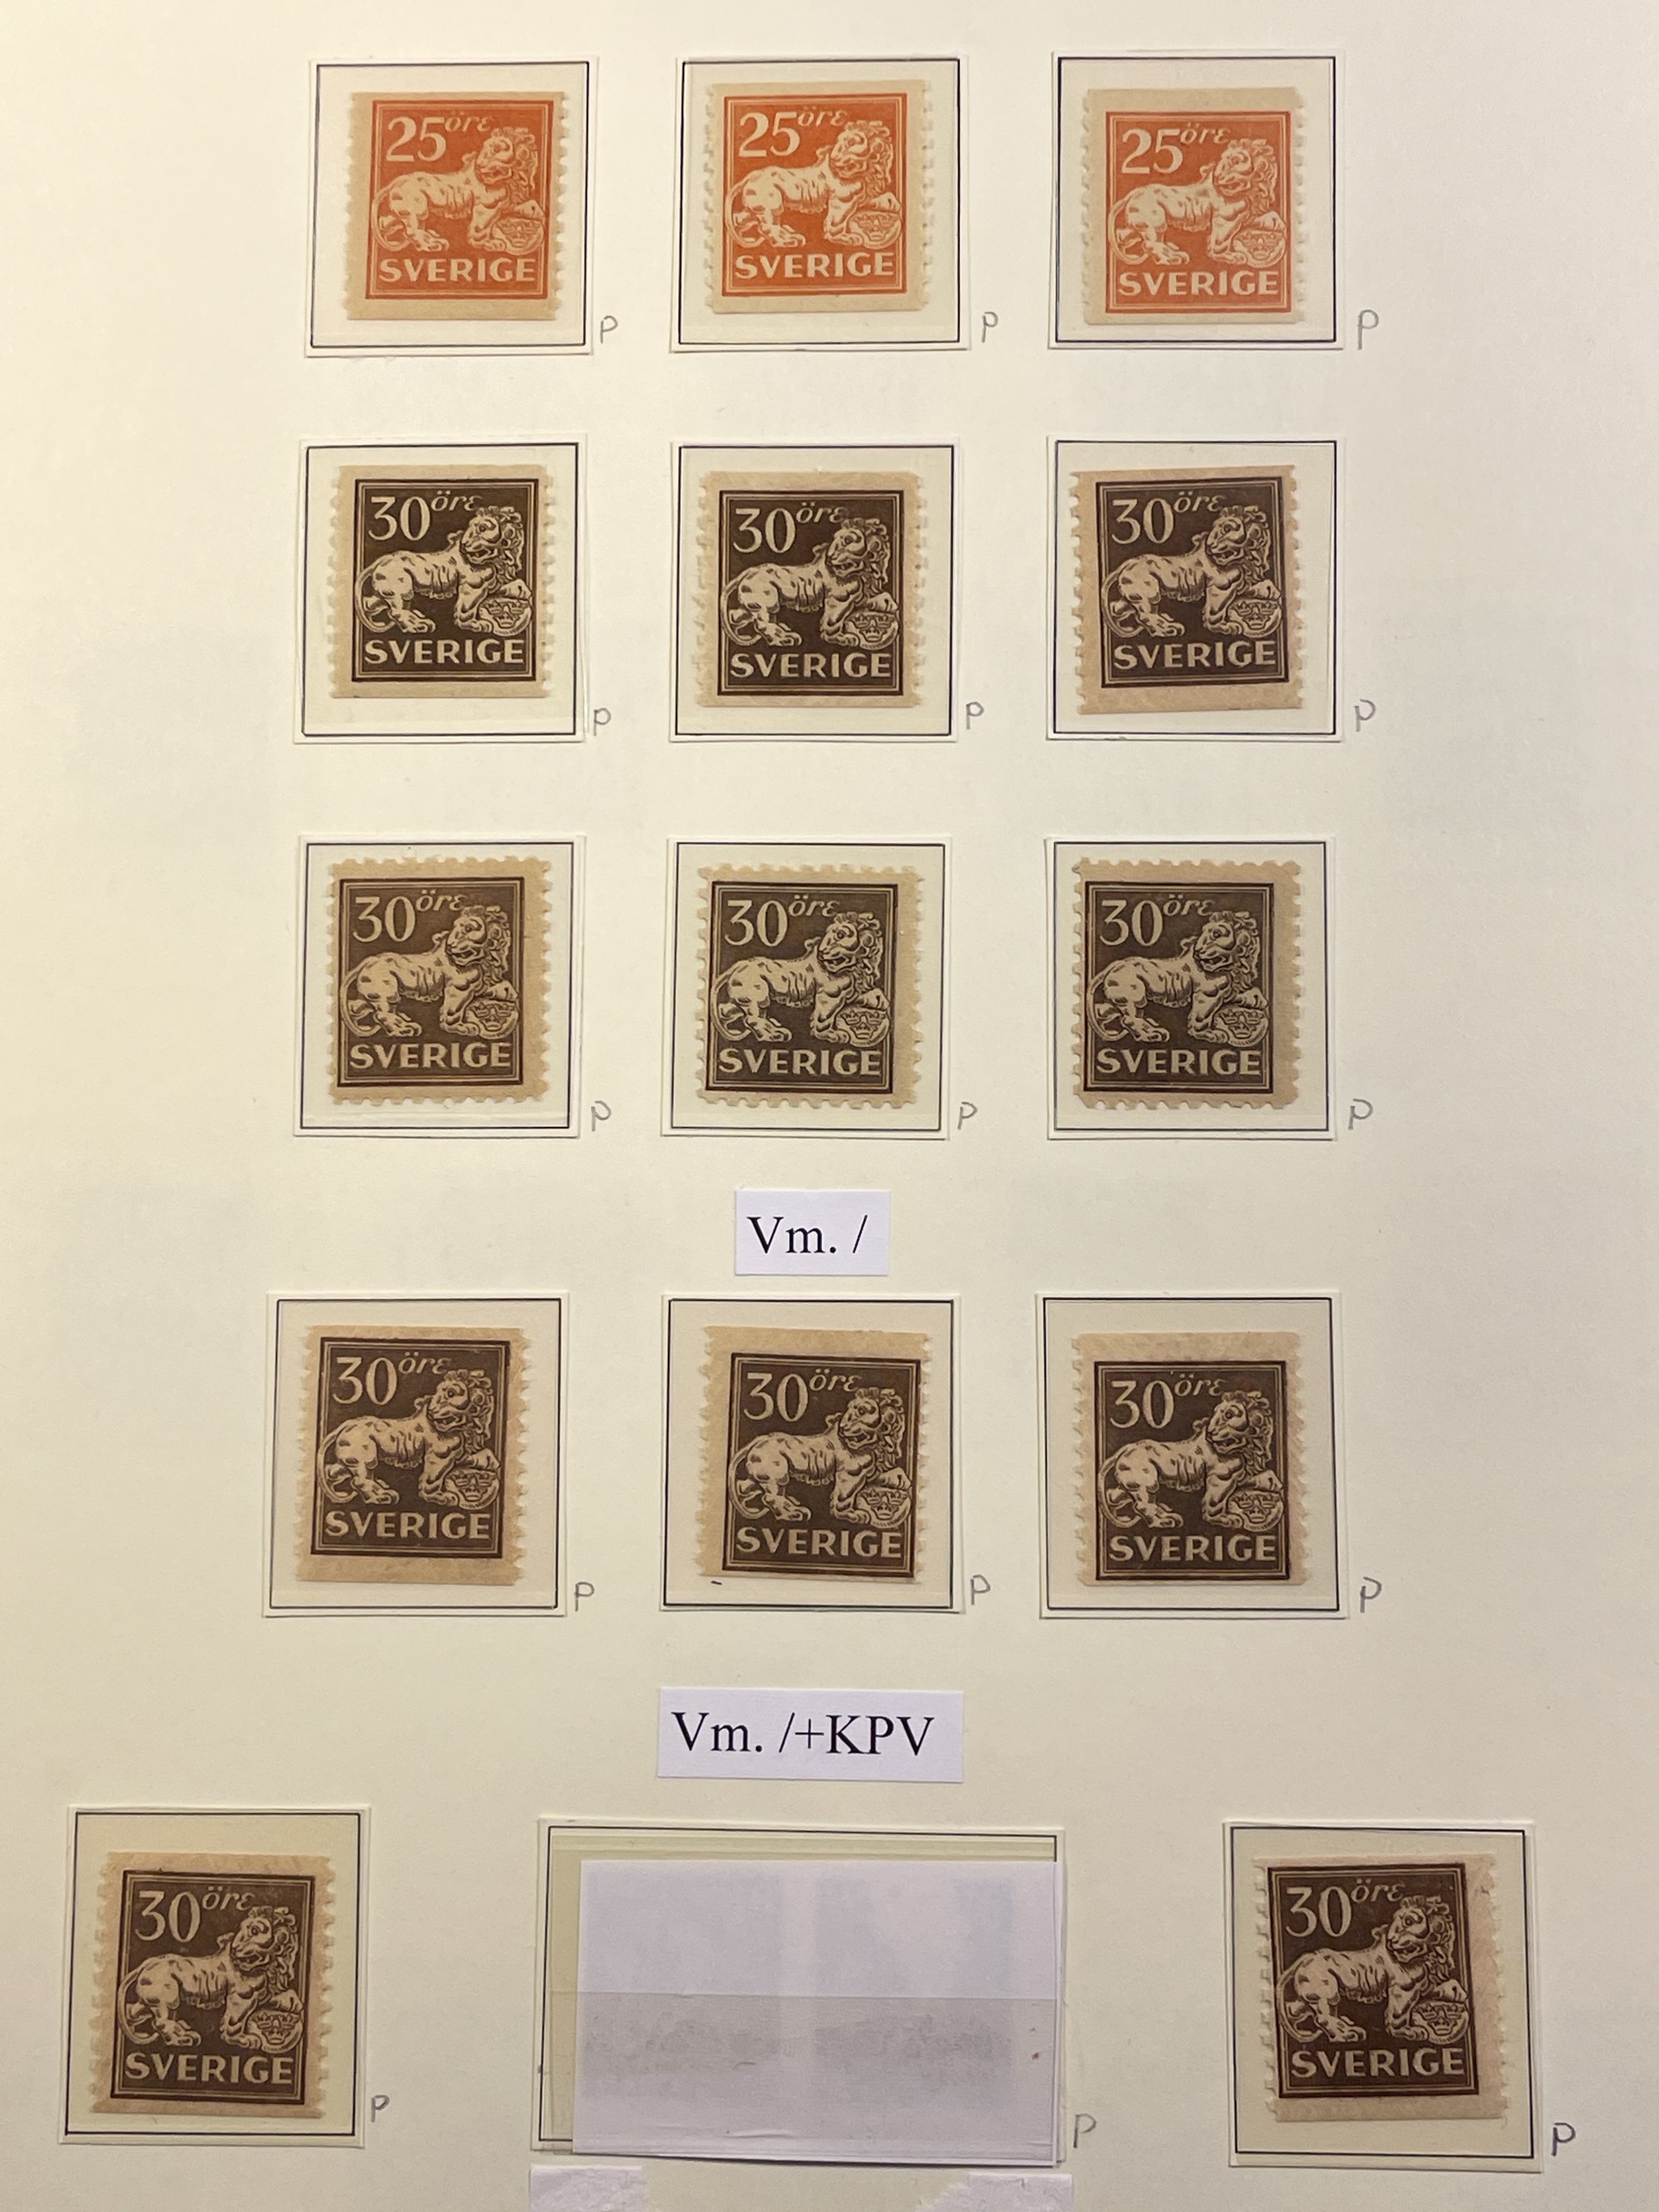 25 öre 25 öre 25 öre
SVERIGE SVERIGE SVERIGE
P P P
30 öre 30 öre 30 öre
SVERIGE SVERIGE SVERIGE
P P P
30 öre 30 öre 30 öre
SVERIGE SVERIGE SVERIGE
P P P
Vm. /
30 öre 30 öre 30 öre
SVERIGE SVERIGE SVERIGE
P P P
Vm. /+KPV
30 öre 30 öre
SVERIGE SVERIGE
P P P